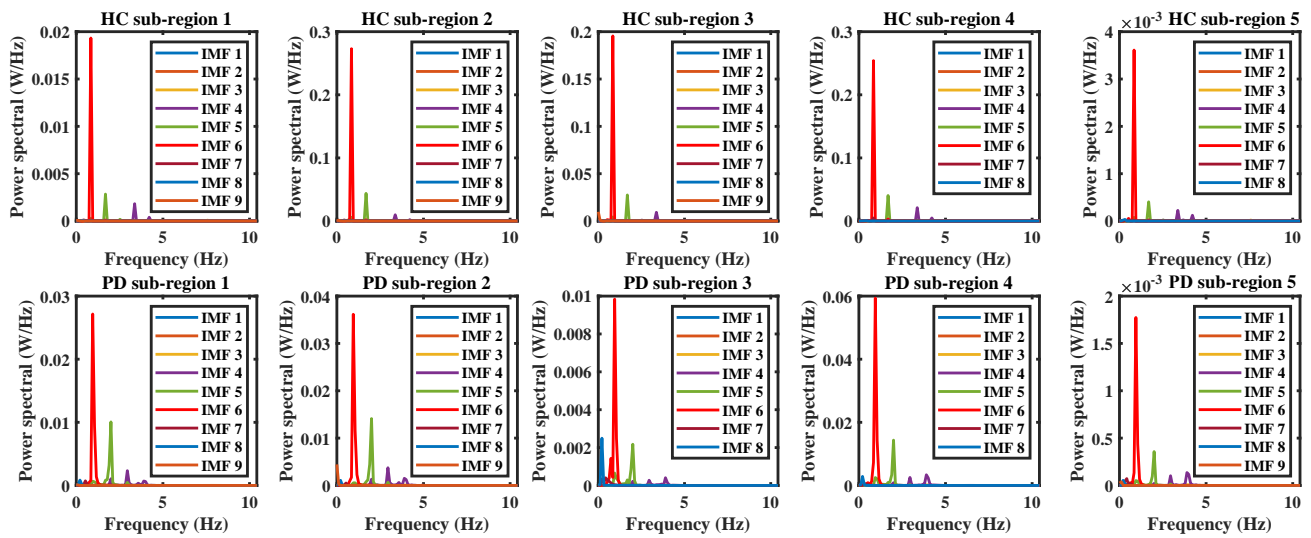 HC sub-region 1
Power spectral (W/Hz)
0.02
0.015
0.01
0.005
0
0 5 10
Frequency (Hz)
IMF 1
IMF 2
IMF 3
IMF 4
IMF 5
IMF 6
IMF 7
IMF 8
IMF 9
HC sub-region 2
Power spectral (W/Hz)
0.3
0.2
0.1
0
0 5 10
Frequency (Hz)
IMF 1
IMF 2
IMF 3
IMF 4
IMF 5
IMF 6
IMF 7
IMF 8
IMF 9
HC sub-region 3
Power spectral (W/Hz)
0.2
0.15
0.1
0.05
0
0 5 10
Frequency (Hz)
IMF 1
IMF 2
IMF 3
IMF 4
IMF 5
IMF 6
IMF 7
IMF 8
IMF 9
HC sub-region 4
Power spectral (W/Hz)
0.3
0.2
0.1
0
0 5 10
Frequency (Hz)
IMF 1
IMF 2
IMF 3
IMF 4
IMF 5
IMF 6
IMF 7
IMF 8
×10⁻³ HC sub-region 5
Power spectral (W/Hz)
4
3
2
1
0
0 5 10
Frequency (Hz)
IMF 1
IMF 2
IMF 3
IMF 4
IMF 5
IMF 6
IMF 7
IMF 8
PD sub-region 1
Power spectral (W/Hz)
0.03
0.02
0.01
0
0 5 10
Frequency (Hz)
IMF 1
IMF 2
IMF 3
IMF 4
IMF 5
IMF 6
IMF 7
IMF 8
IMF 9
PD sub-region 2
Power spectral (W/Hz)
0.04
0.03
0.02
0.01
0
0 5 10
Frequency (Hz)
IMF 1
IMF 2
IMF 3
IMF 4
IMF 5
IMF 6
IMF 7
IMF 8
IMF 9
PD sub-region 3
Power spectral (W/Hz)
0.01
0.008
0.006
0.004
0.002
0
0 5 10
Frequency (Hz)
IMF 1
IMF 2
IMF 3
IMF 4
IMF 5
IMF 6
IMF 7
IMF 8
PD sub-region 4
Power spectral (W/Hz)
0.06
0.04
0.02
0
0 5 10
Frequency (Hz)
IMF 1
IMF 2
IMF 3
IMF 4
IMF 5
IMF 6
IMF 7
IMF 8
×10⁻³ PD sub-region 5
Power spectral (W/Hz)
2
1.5
1
0.5
0
0 5 10
Frequency (Hz)
IMF 1
IMF 2
IMF 3
IMF 4
IMF 5
IMF 6
IMF 7
IMF 8
IMF 9